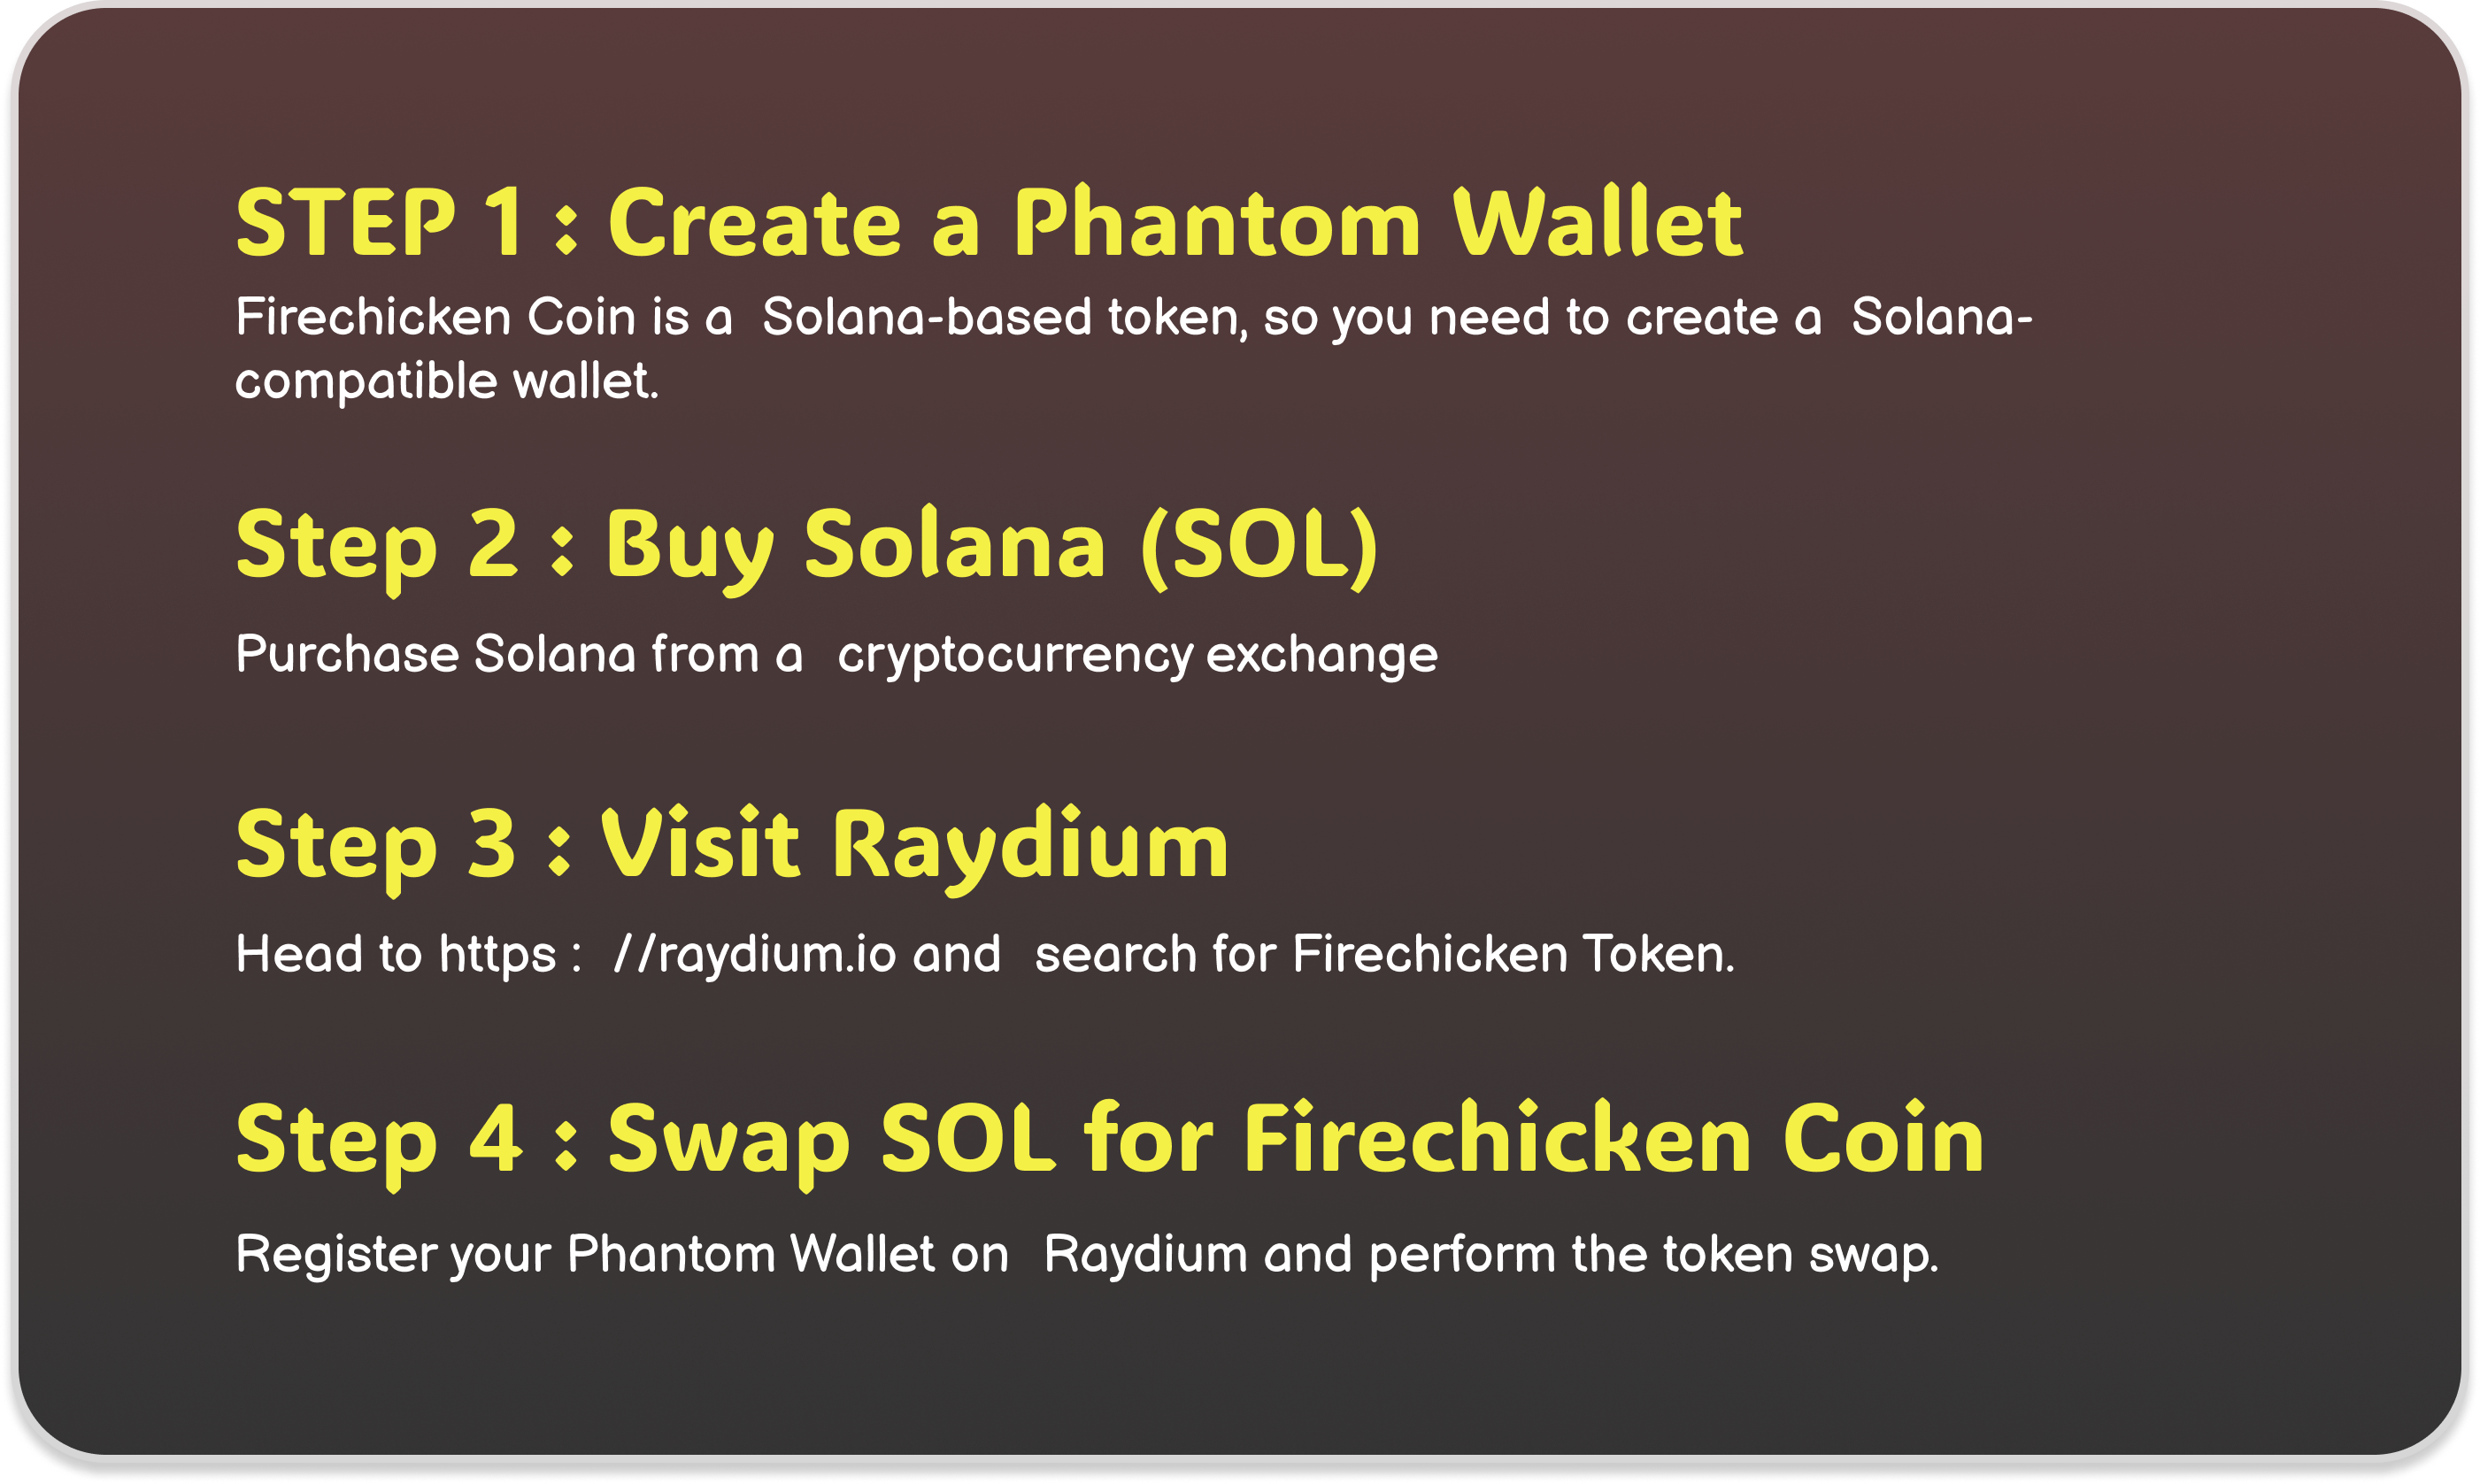 STEP 1 : Create a Phantom Wallet
Firechicken Coin is a Solana-based token, so you need to create a Solana-
compatible wallet.
Step 2 : Buy Solana (SOL)
Purchase Solana from a cryptocurrency exchange
Step 3 : Visit Raydium
Head to https : //raydium.io and search for Firechicken Token.
Step 4 : Swap SOL for Firechicken Coin
Register your Phantom Wallet on Raydium and perform the token swap.